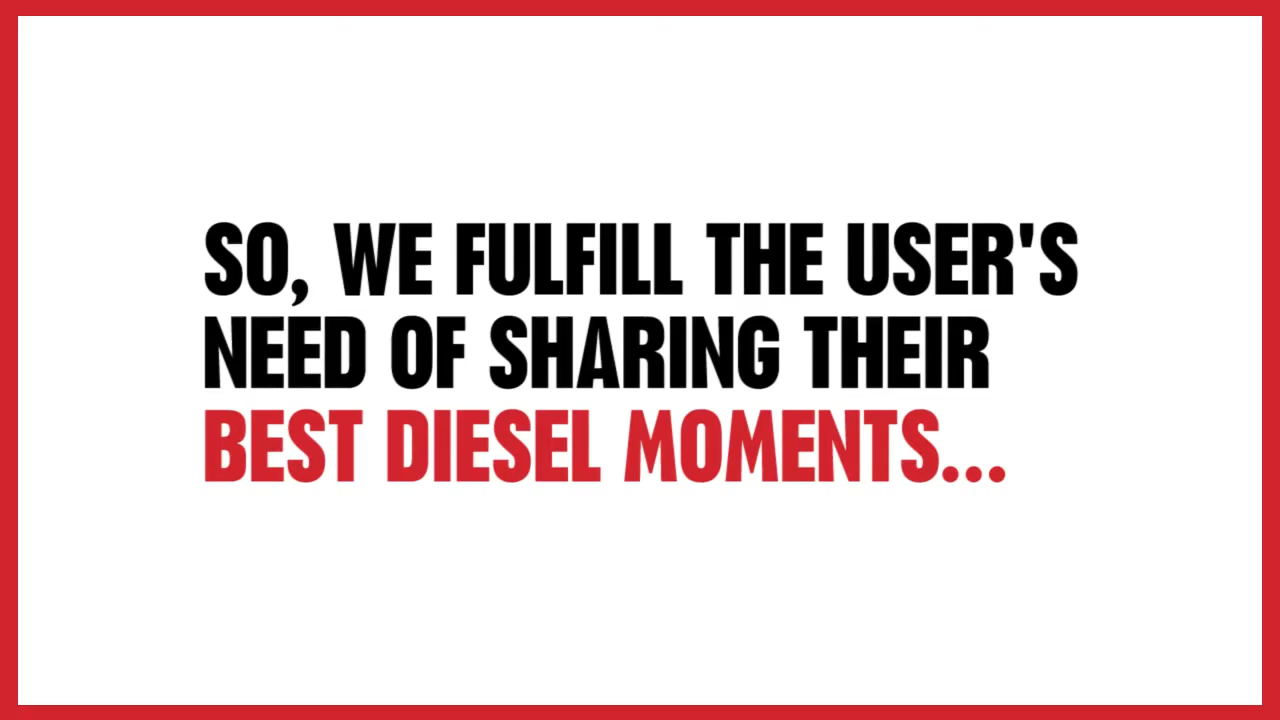 SO, WE FULFILL THE USER'S
NEED OF SHARING THEIR
BEST DIESEL MOMENTS...